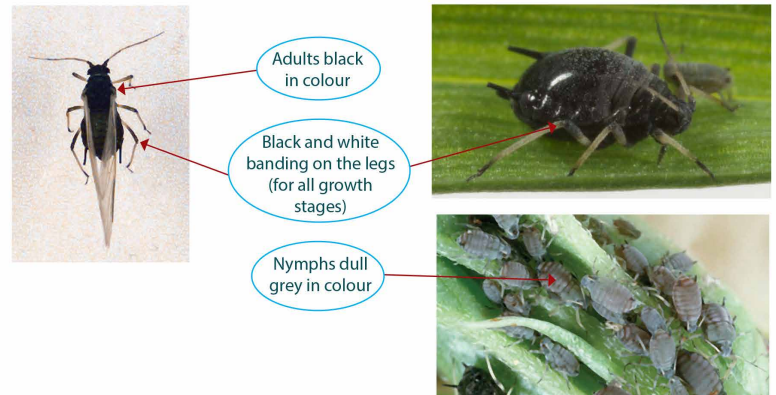 Adults black
in colour
Black and white
banding on the legs
(for all growth
stages)
Nymphs dull
grey in colour